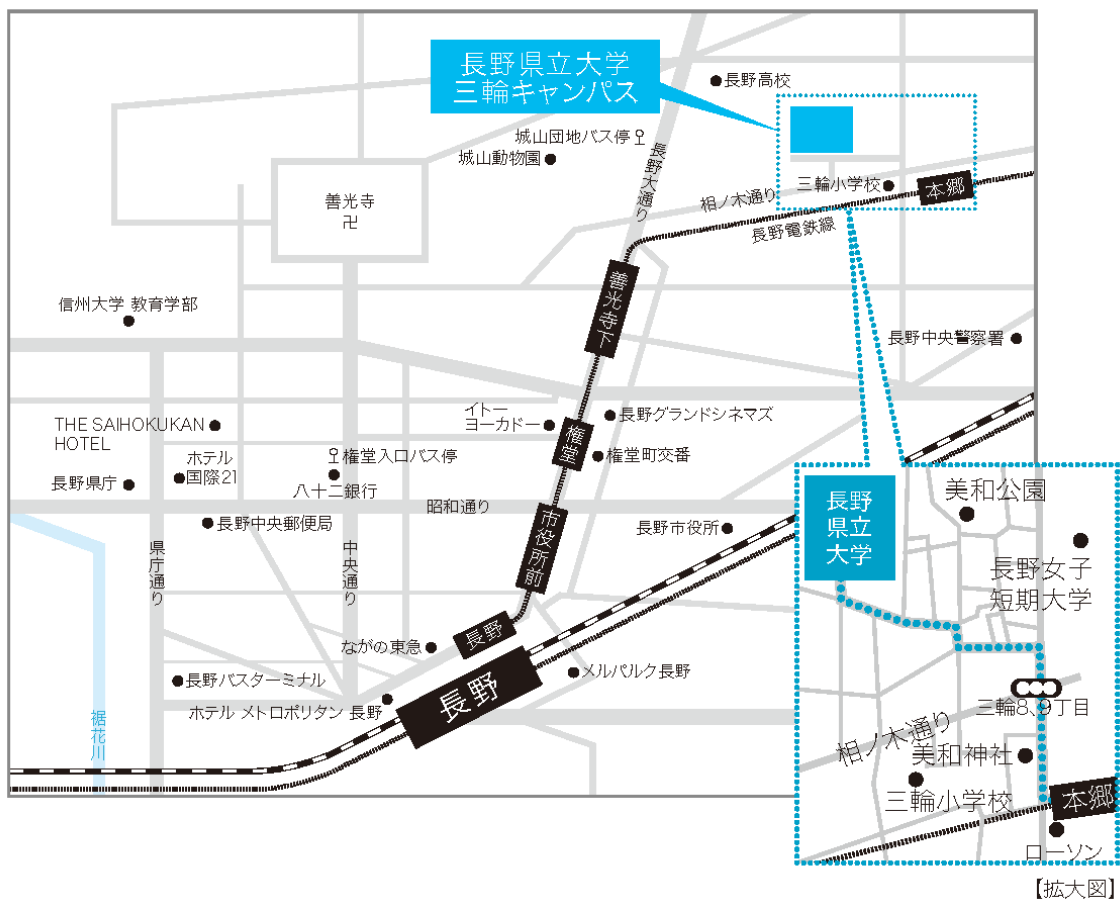 長野県立大学
三輪キャンパス
長野高校
城山団地バス停
城山動物園
長野大通り
善光寺
卍
三輪小学校
本郷
相ノ木通り
長野電鉄線
善光寺下
信州大学 教育学部
長野中央警察署
イトー
ヨーカドー
長野グランドシネマズ
THE SAIHOKUKAN
HOTEL
権堂
権堂町交番
ホテル
国際21
権堂入口バス停
八十二銀行
長野県庁
昭和通り
長野中央郵便局
市役所前
長野市役所
県庁通り
中央通り
長野
ながの東急
長野バスターミナル
ホテル メトロポリタン 長野
長野
メルパルク長野
裾花川
長野
県立
大学
美和公園
長野女子
短期大学
三輪8、9丁目
相ノ木通り
美和神社
三輪小学校
本郷
ローソン
【拡大図】